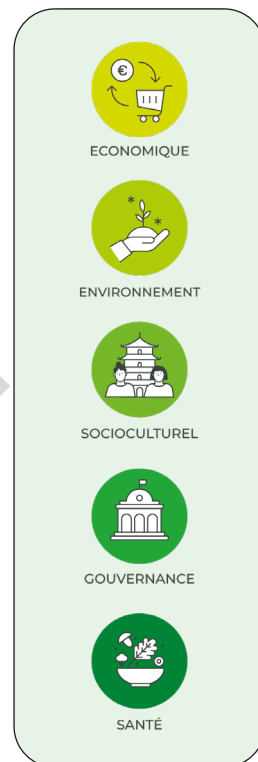 €
ECONOMIQUE
ENVIRONNEMENT
SOCIOCULTUREL
GOUVERNANCE
SANTÉ